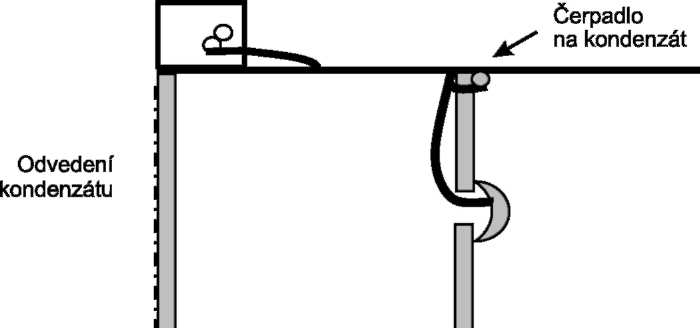 Čerpadlo
na kondenzát
Odvedení
kondenzátu